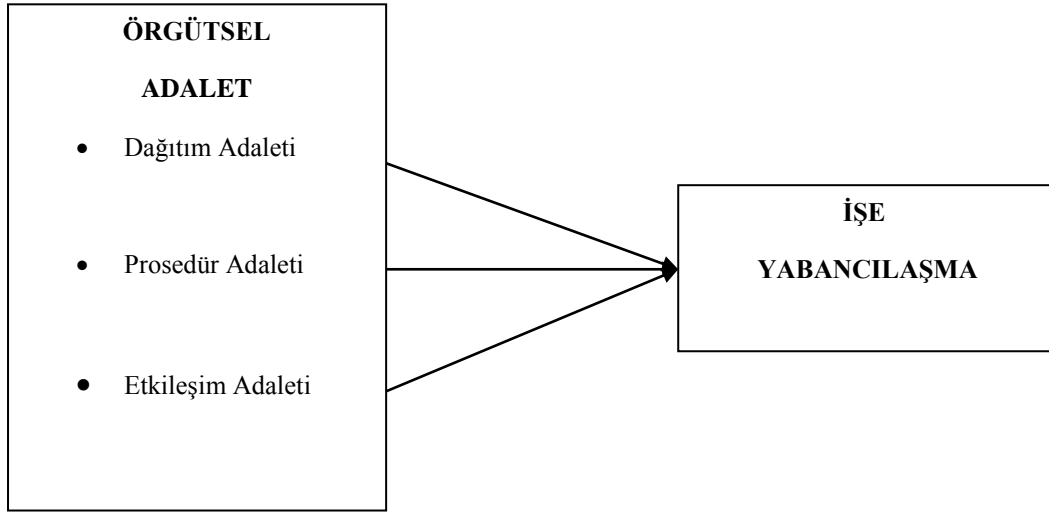 ÖRGÜTSEL
ADALET
• Dağıtım Adaleti
• Prosedür Adaleti
• Etkileşim Adaleti
İŞE
YABANCILAŞMA